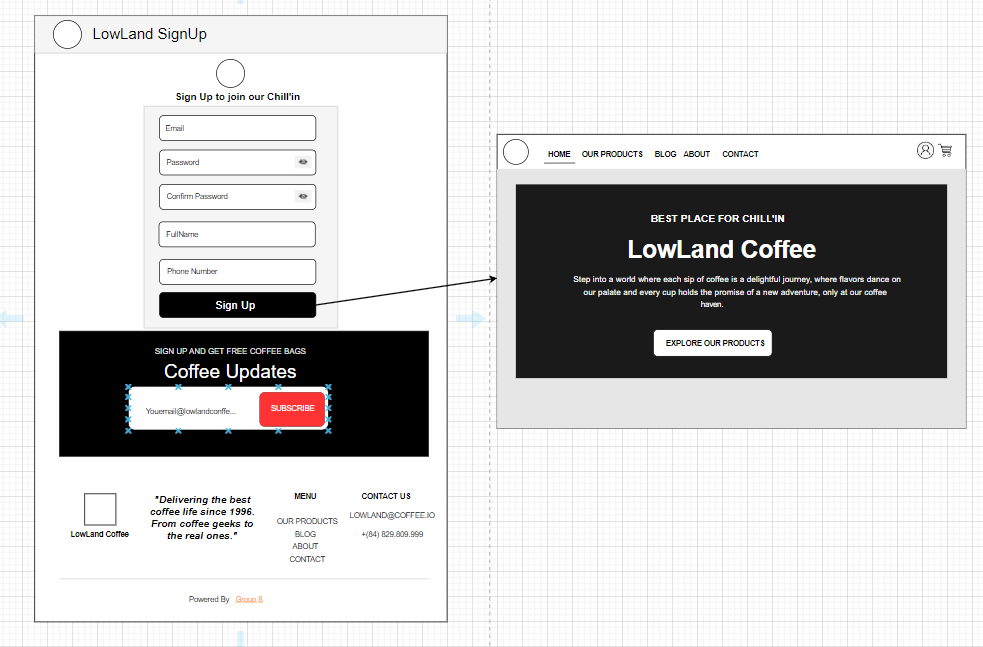 LowLand SignUp
Sign Up to join our Chill'in
Email
Password
Confirm Password
FullName
Phone Number
Sign Up
SIGN UP AND GET FREE COFFEE BAGS
Coffee Updates
Youemail@lowlandconffe...
SUBSCRIBE
LowLand Coffee
"Delivering the best
coffee life since 1996.
From coffee geeks to
the real ones."
MENU
OUR PRODUCTS
BLOG
ABOUT
CONTACT
CONTACT US
LOWLAND@COFFEE.IO
+(84) 829.809.999
Powered By Group 8
HOME OUR PRODUCTS BLOG ABOUT CONTACT
BEST PLACE FOR CHILL'IN
LowLand Coffee
Step into a world where each sip of coffee is a delightful journey, where flavors dance on
our palate and every cup holds the promise of a new adventure, only at our coffee
haven.
EXPLORE OUR PRODUCTS